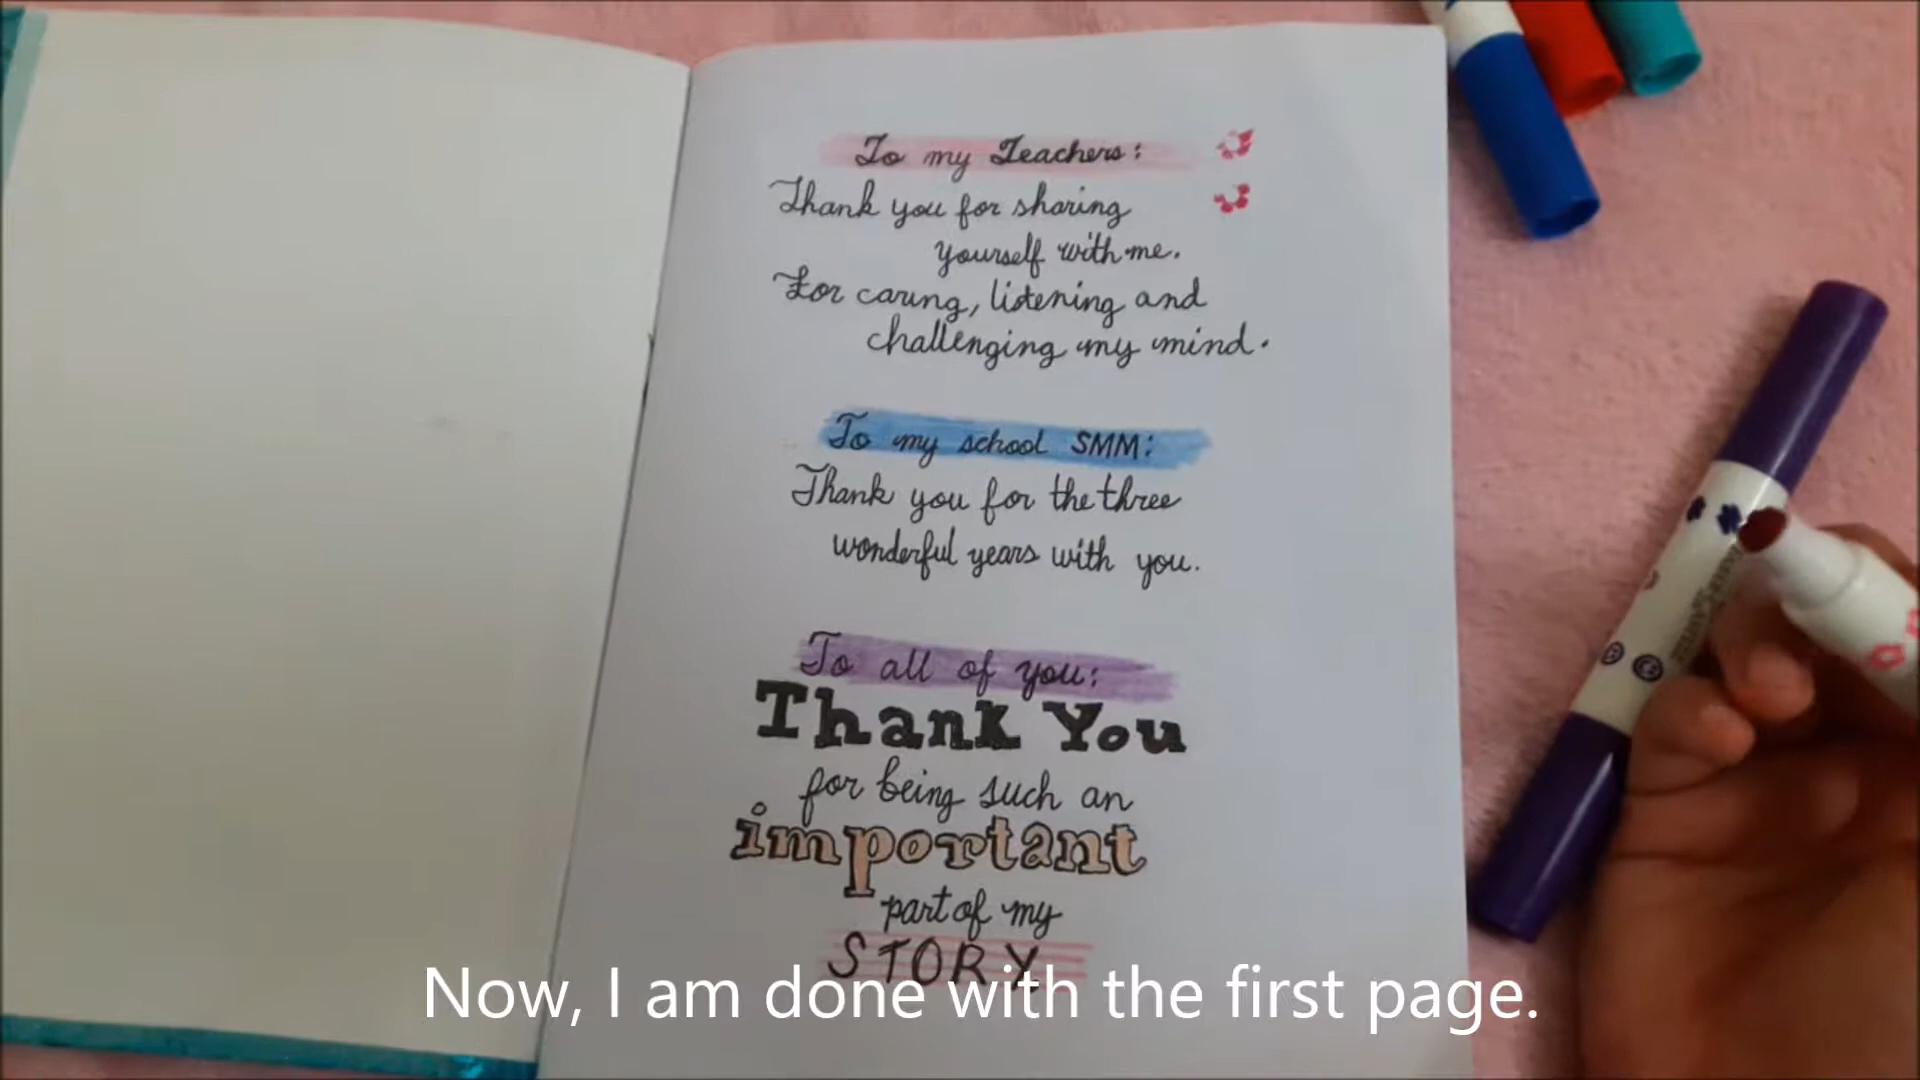 To my Teachers:
Thank you for sharing
yourself with me.
For caring, listening and
challenging my mind.
To my school SMM:
Thank you for the three
wonderful years with you.
To all of you:
Thank You
for being such an
important
part of my
STORY
Now, I am done with the first page.